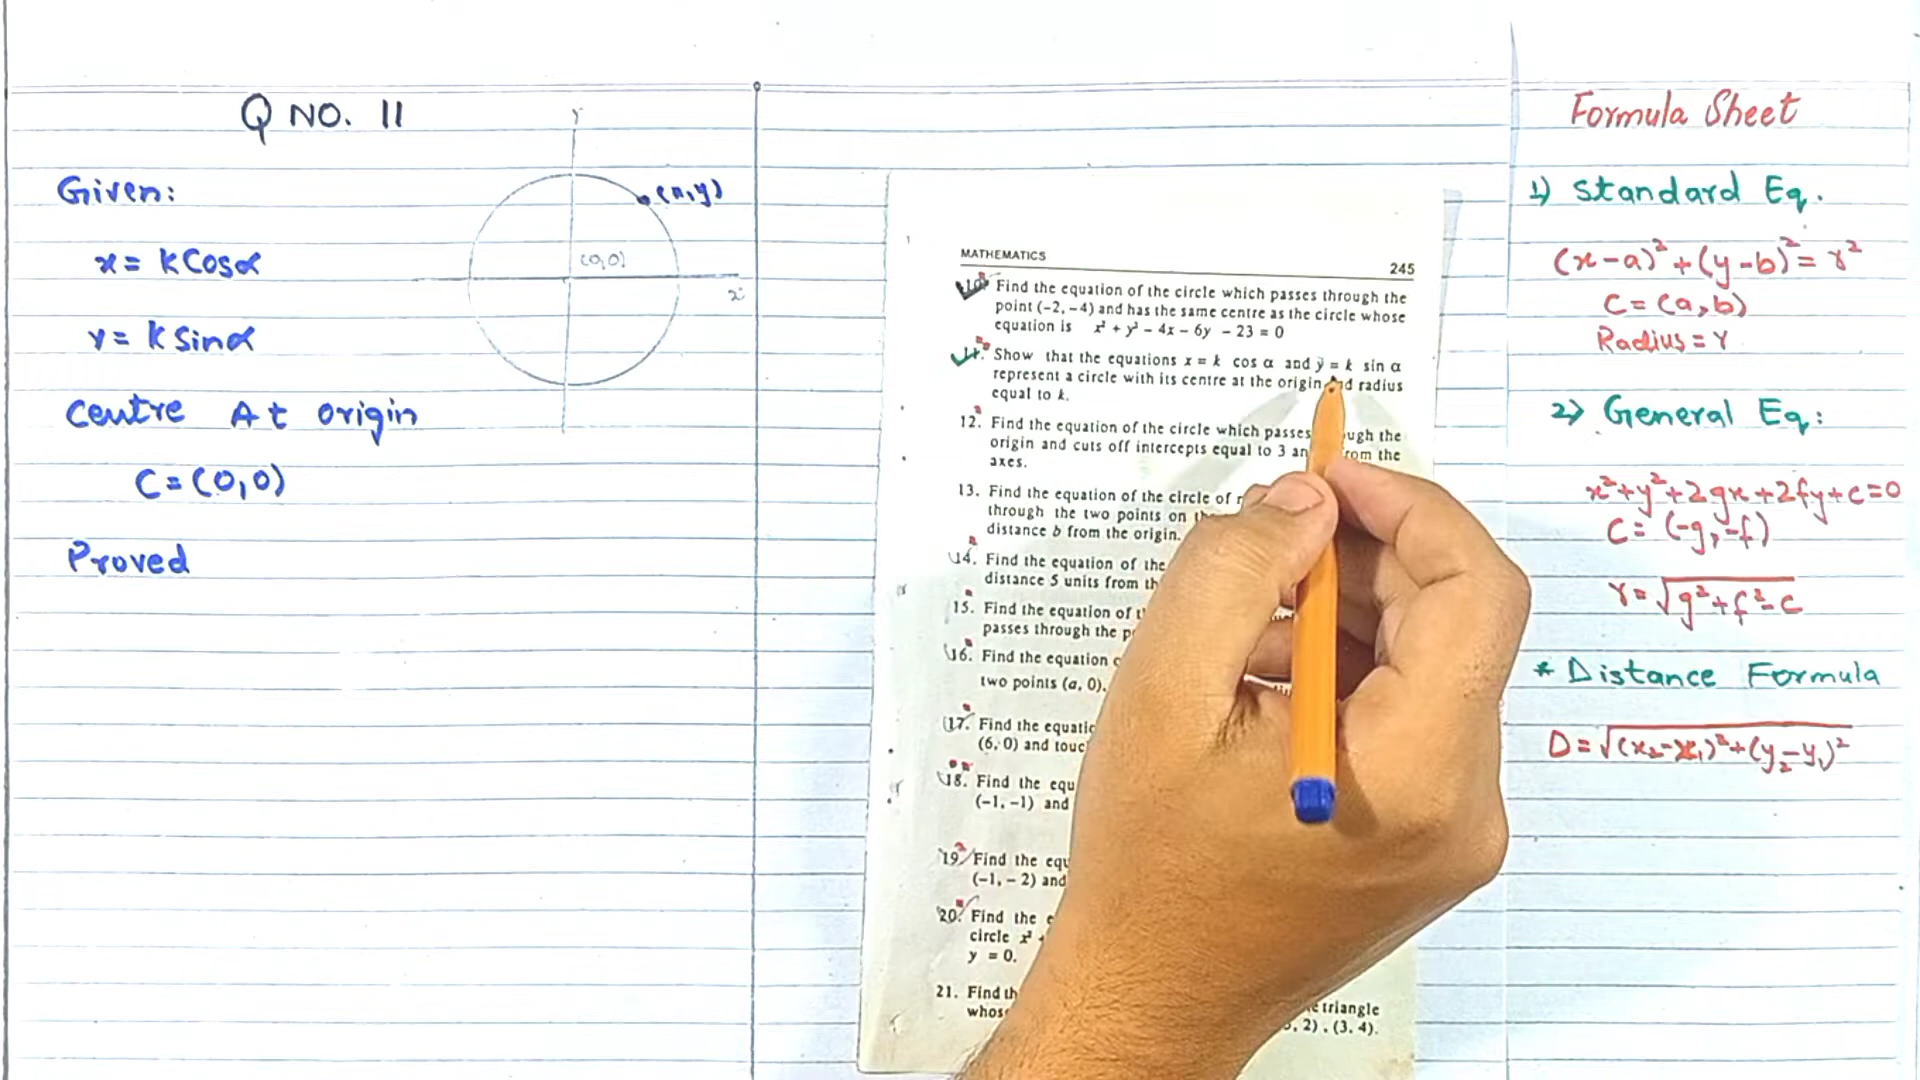 Q NO. 11
Given:
x = k Cosα
y = k Sinα
Centre At origin
C = (0,0)
Proved
Y
(x,y)
(0,0)
x
MATHEMATICS
245
10. Find the equation of the circle which passes through the
point (−2, −4) and has the same centre as the circle whose
equation is x² + y² − 4x − 6y − 23 = 0
11. Show that the equations x = k cos α and y = k sin α
represent a circle with its centre at the origin and radius
equal to k.
12. Find the equation of the circle which passes through the
origin and cuts off intercepts equal to 3 from the
axes.
13. Find the equation of the circle of
through the two points on
distance b from the origin.
14. Find the equation of the
distance 5 units from
15. Find the equation of
passes through the
16. Find the equation
two points (a, 0),
17. Find the
(6, 0) and
18. Find the
(−1, −1) and
19. Find the
(−1, − 2) and
20. Find the
circle x²
y = 0.
21. Find
triangle
, 2) , (3, 4).
Formula Sheet
1) Standard Eq.
(x-a)² + (y-b)² = r²
C = (a, b)
Radius = r
2) General Eq:
x²+y²+2gx+2fy+c=0
C = (-g, -f)
r = √g²+f²-c
* Distance Formula
D = √(x₂-x₁)²+(y₂-y₁)²